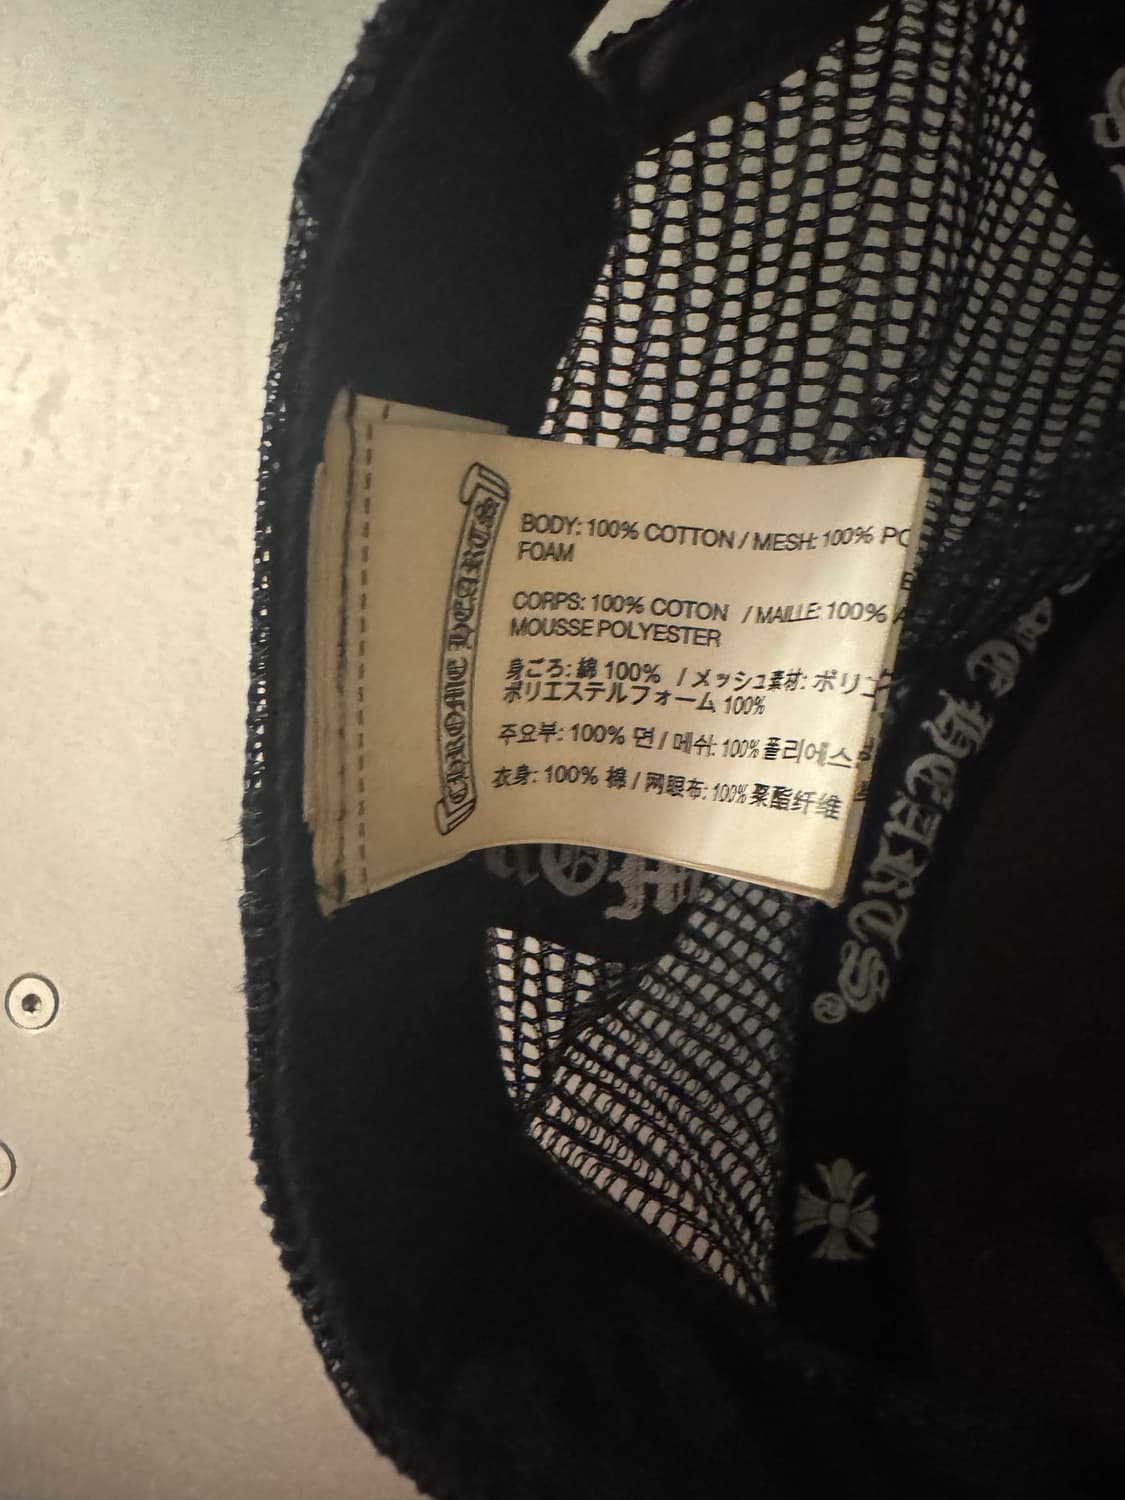 CHROME HEARTS
BODY: 100% COTTON / MESH: 100% PO
FOAM
CORPS: 100% COTON / MAILLE: 100% A
MOUSSE POLYESTER
身ごろ: 綿 100% / メッシュ素材: ポリエ
ポリエステルフォーム 100%
주요부: 100% 면 / 메쉬: 100% 폴리에스
衣身: 100% 棉 / 网眼布: 100% 聚酯纤维
HEARTS®